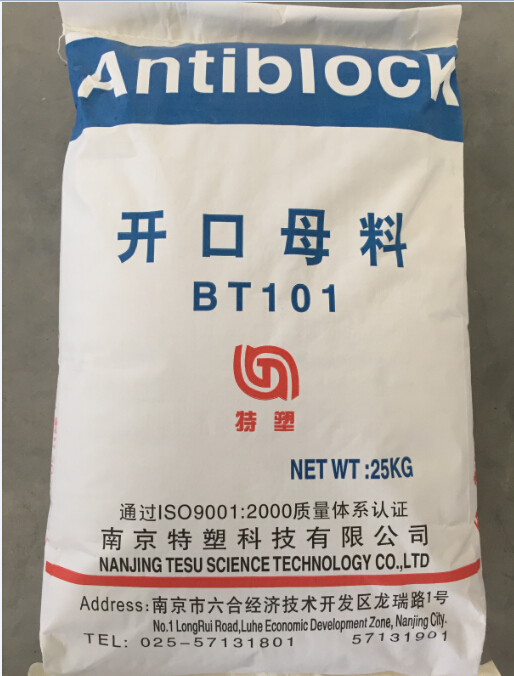 Antiblock
开口母料
BT101
特塑
NET WT:25KG
通过ISO9001:2000质量体系认证
南京特塑科技有限公司
NANJING TESU SCIENCE TECHNOLOGY CO.,LTD
Address:南京市六合经济技术开发区龙瑞路1号
No.1 LongRui Road,Luhe Economic Development Zone, Nanjing City.
TEL: 025-57131801 57131901